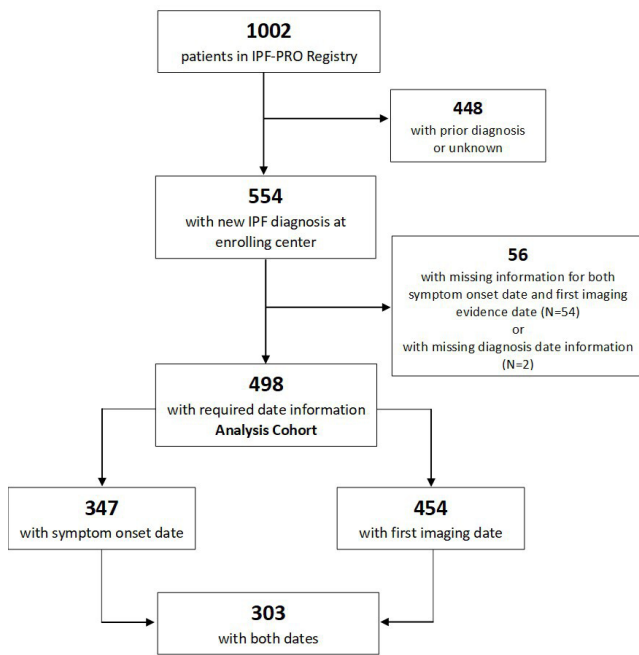 1002
patients in IPF-PRO Registry
448
with prior diagnosis
or unknown
554
with new IPF diagnosis at
enrolling center
56
with missing information for both
symptom onset date and first imaging
evidence date (N=54)
or
with missing diagnosis date information
(N=2)
498
with required date information
Analysis Cohort
347
with symptom onset date
454
with first imaging date
303
with both dates